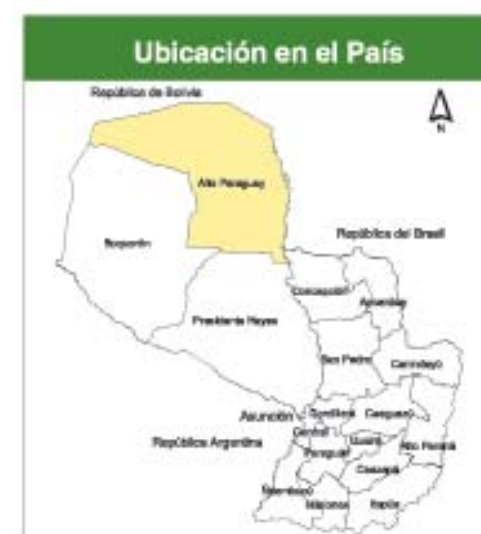 Ubicación en el País
República de Bolivia
N
Alto Paraguay
República del Brasil
Boquerón
Concepción
Amambay
Presidente Hayes
San Pedro
Canindeyú
Asunción
Cordillera
Caaguazú
Central
República Argentina
Guairá
Alto Paraná
Paraguarí
Caazapá
Ñeembucú
Misiones
Itapúa